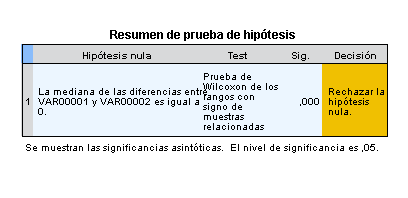 Resumen de prueba de hipótesis
Hipótesis nula Test Sig. Decisión
1 La mediana de las diferencias entre VAR00001 y VAR00002 es igual a 0.
Prueba de Wilcoxon de los rangos con signo de muestras relacionadas
,000
Rechazar la hipótesis nula.
Se muestran las significancias asintóticas. El nivel de significancia es ,05.